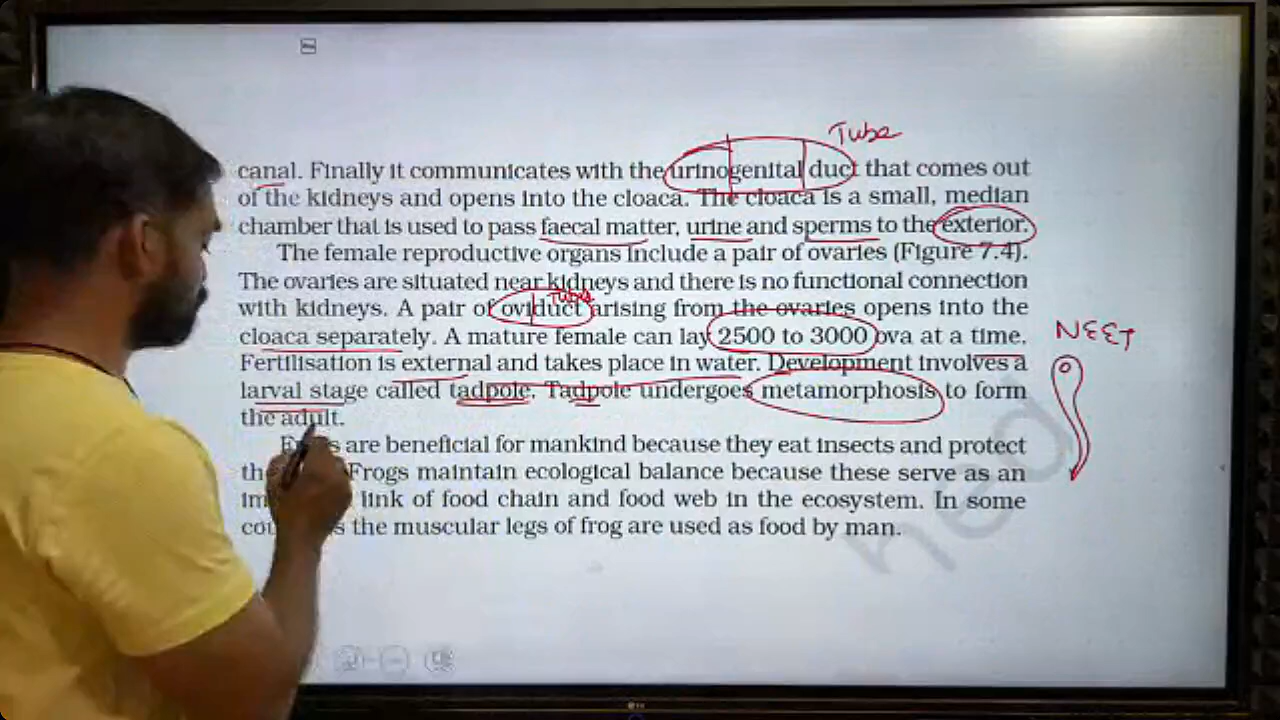 Tube
canal. Finally it communicates with the urinogenital duct that comes out
of the kidneys and opens into the cloaca. The cloaca is a small, median
chamber that is used to pass faecal matter, urine and sperms to the exterior.
The female reproductive organs include a pair of ovaries (Figure 7.4).
The ovaries are situated near kidneys and there is no functional connection
Tube
with kidneys. A pair of oviduct arising from the ovaries opens into the
cloaca separately. A mature female can lay 2500 to 3000 ova at a time.
NEET
Fertilisation is external and takes place in water. Development involves a
larval stage called tadpole. Tadpole undergoes metamorphosis to form
the adult.
are beneficial for mankind because they eat insects and protect
Frogs maintain ecological balance because these serve as an
link of food chain and food web in the ecosystem. In some
the muscular legs of frog are used as food by man.